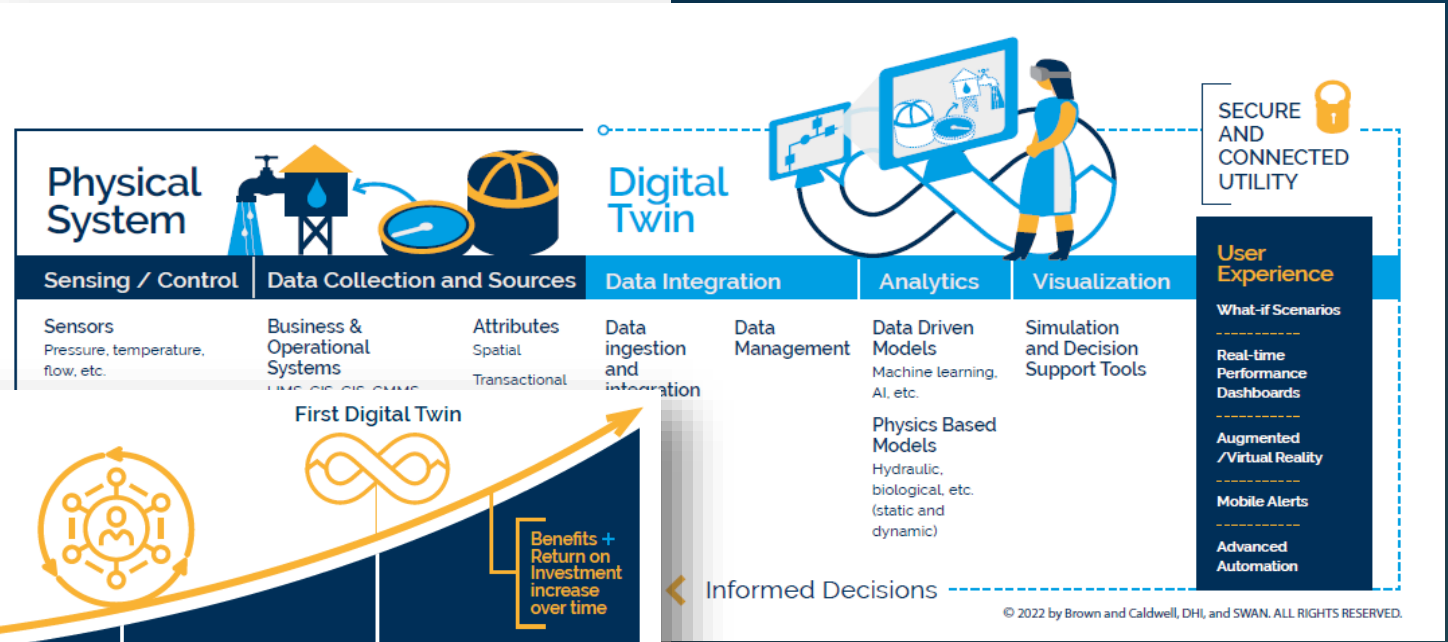 SECURE
AND
CONNECTED
UTILITY
Physical
System
Digital
Twin
Sensing / Control
Data Collection and Sources
Data Integration
Analytics
Visualization
Sensors
Pressure, temperature,
flow, etc.
Business &
Operational
Systems
Attributes
Spatial
Transactional
Data
ingestion
and
integration
Data
Management
Data Driven
Models
Machine learning,
AI, etc.
Physics Based
Models
Hydraulic,
biological, etc.
(static and
dynamic)
Simulation
and Decision
Support Tools
User
Experience
What-if Scenarios
Real-time
Performance
Dashboards
Augmented
/Virtual Reality
Mobile Alerts
Advanced
Automation
First Digital Twin
Benefits +
Return on
Investment
increase
over time
Informed Decisions
© 2022 by Brown and Caldwell, DHI, and SWAN. ALL RIGHTS RESERVED.